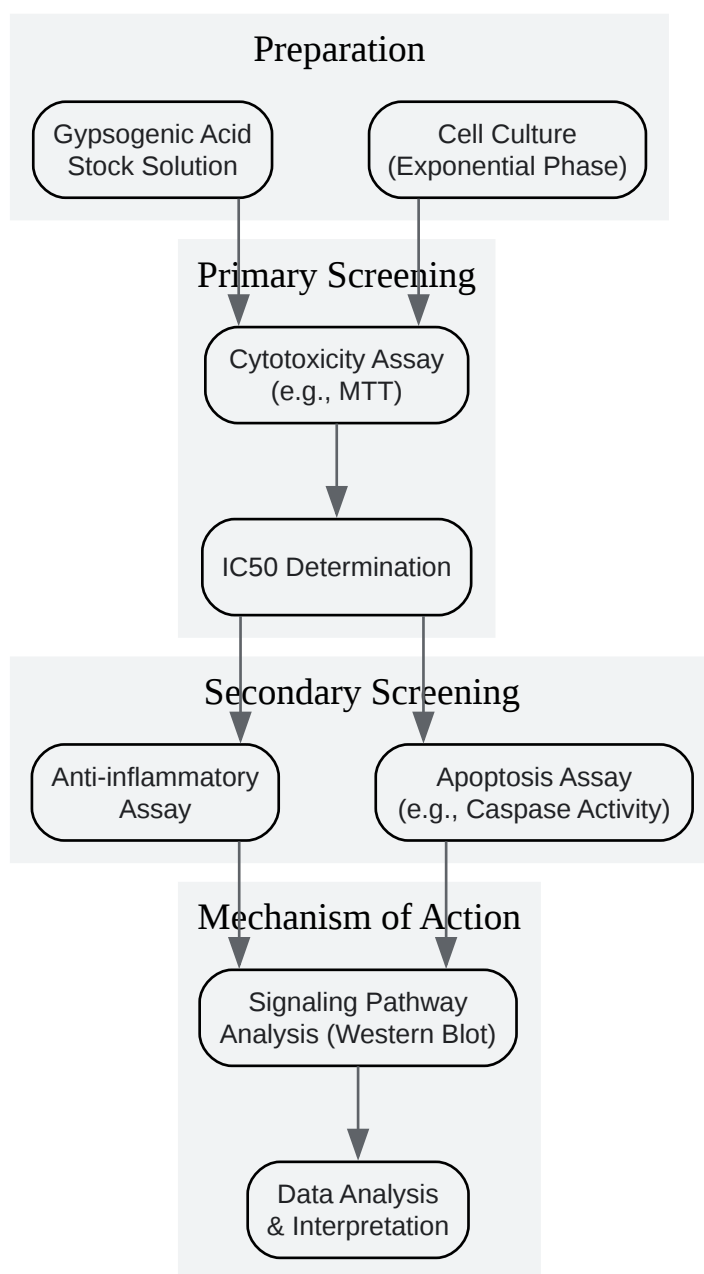 Preparation
Gypsogenic Acid
Stock Solution
Cell Culture
(Exponential Phase)
Primary Screening
Cytotoxicity Assay
(e.g., MTT)
IC50 Determination
Secondary Screening
Anti-inflammatory
Assay
Apoptosis Assay
(e.g., Caspase Activity)
Mechanism of Action
Signaling Pathway
Analysis (Western Blot)
Data Analysis
& Interpretation